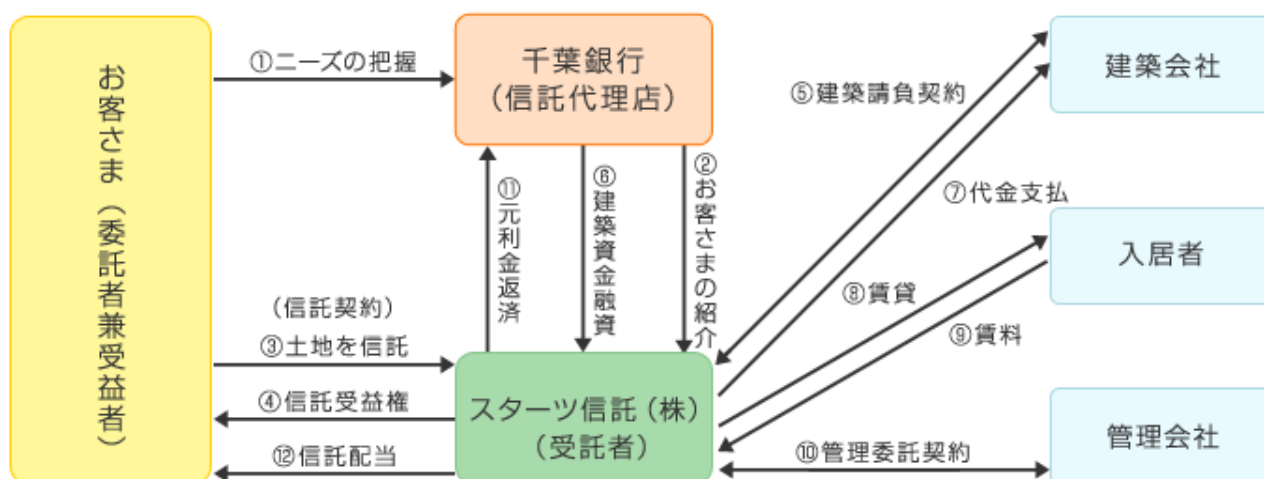 お客さま（委託者兼受益者）
①ニーズの把握
千葉銀行
（信託代理店）
建築会社
⑤建築請負契約
⑪元利金返済
⑥建築資金融資
②お客さまの紹介
⑦代金支払
入居者
⑧賃貸
⑨賃料
（信託契約）
③土地を信託
④信託受益権
⑫信託配当
スターツ信託（株）
（受託者）
⑩管理委託契約
管理会社